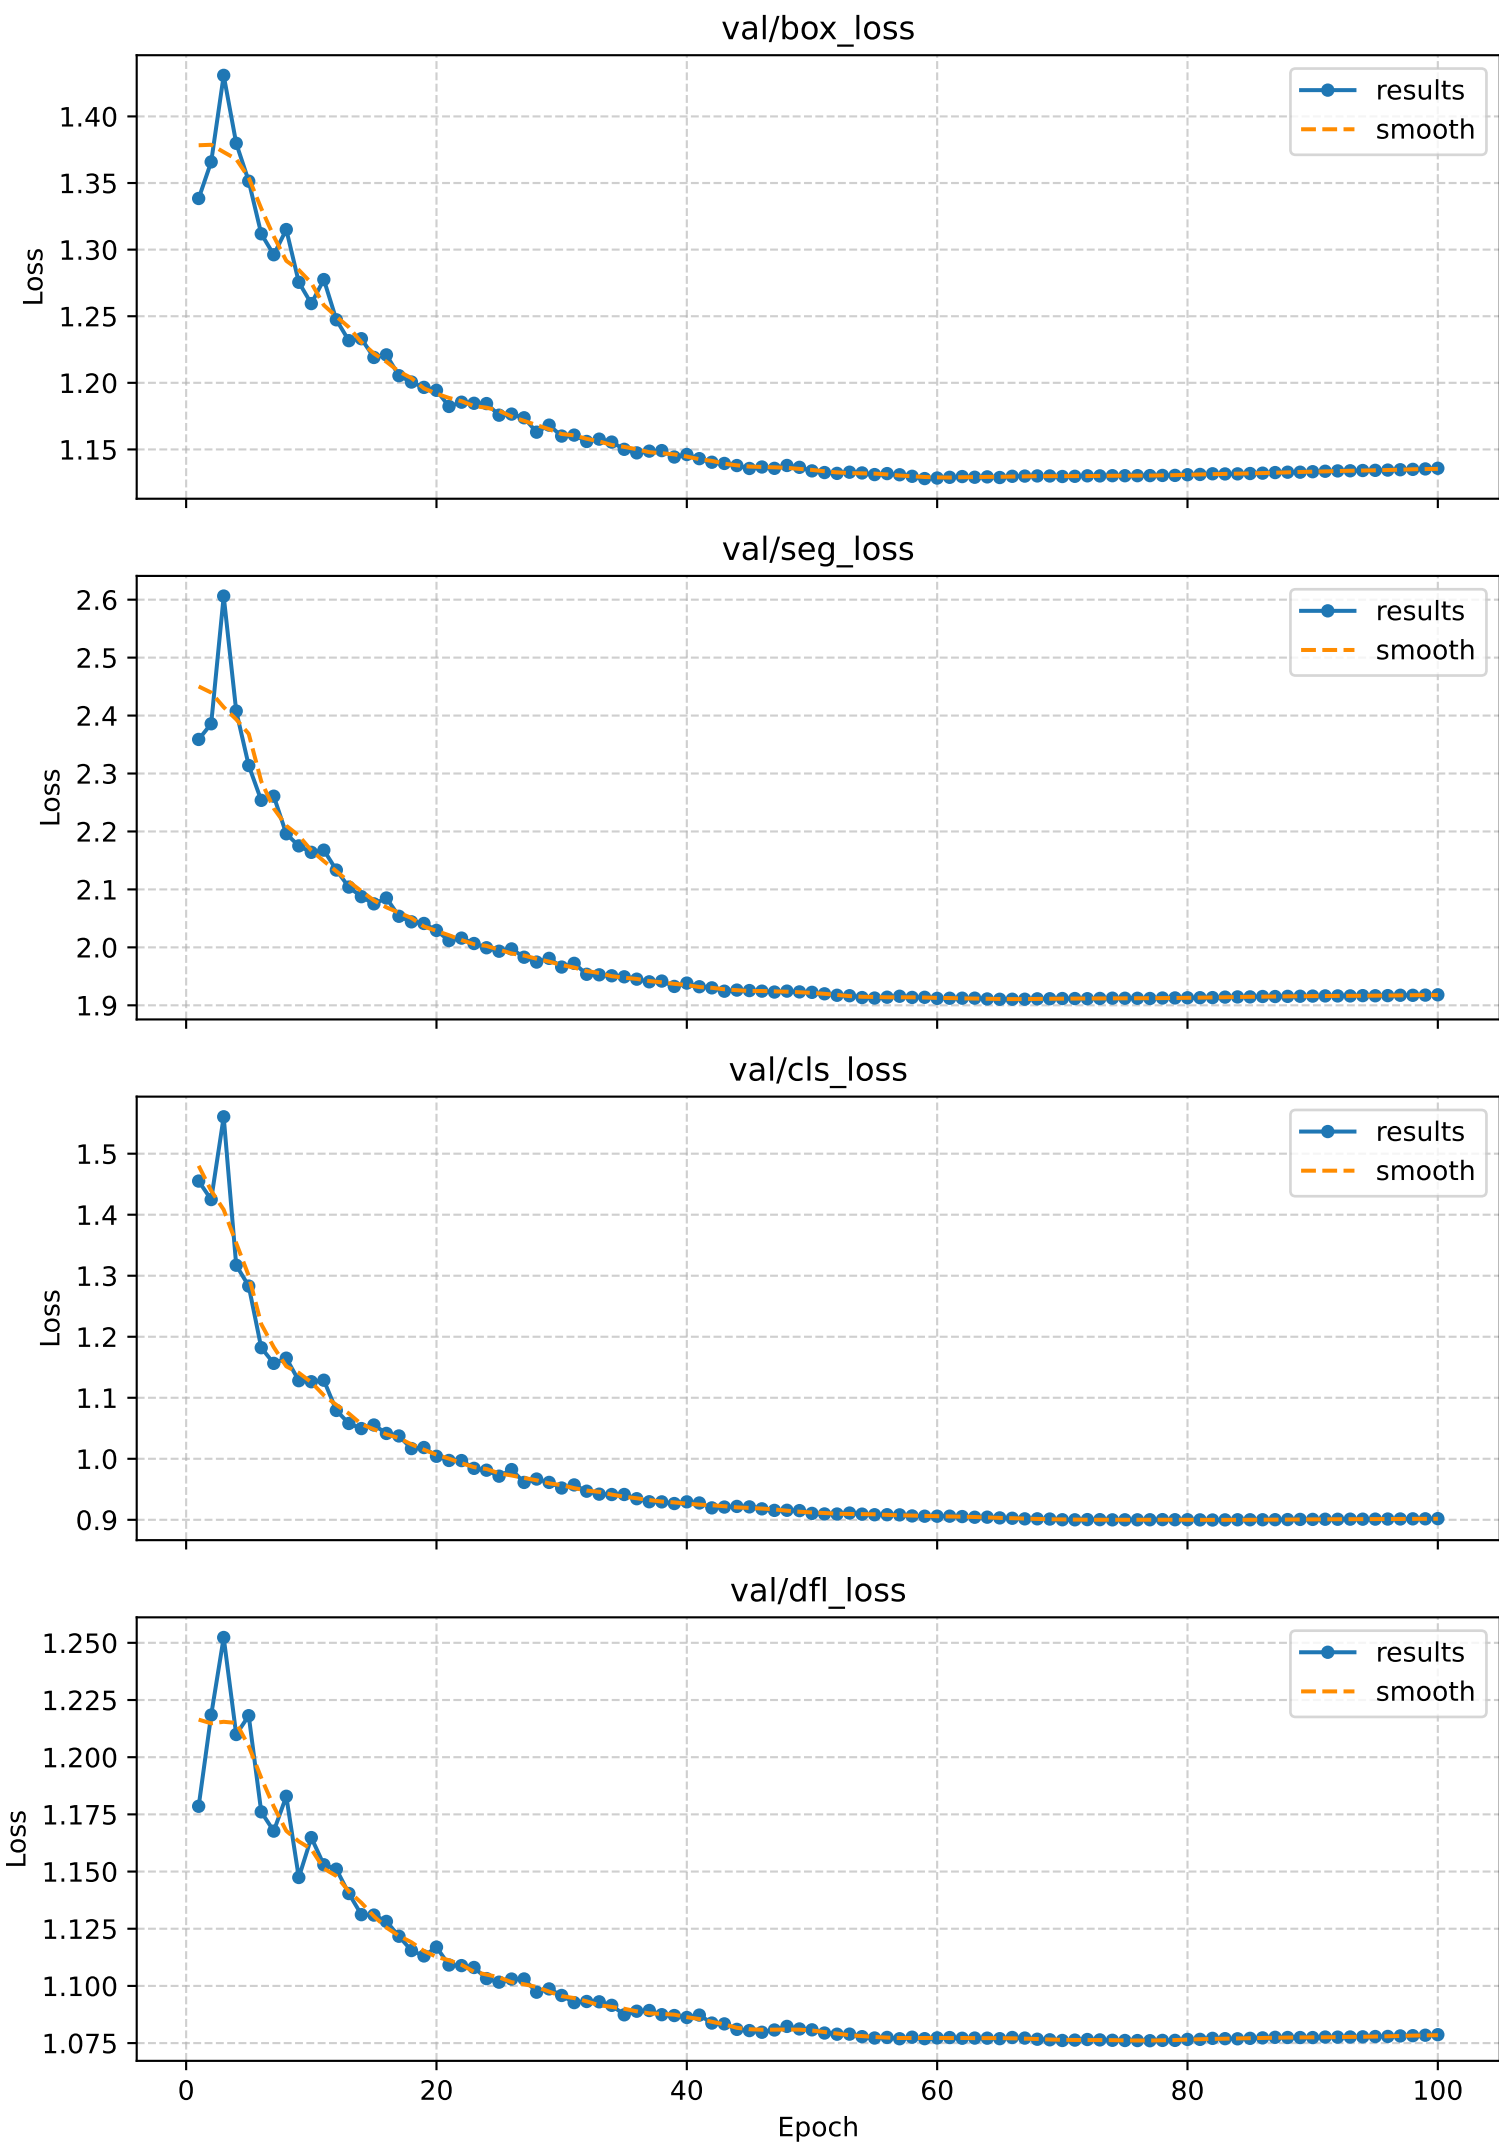 val/box_loss
1.40
1.35
1.30
1.25
1.20
1.15
Loss
results
smooth
val/seg_loss
2.6
2.5
2.4
2.3
2.2
2.1
2.0
1.9
Loss
results
smooth
val/cls_loss
1.5
1.4
1.3
1.2
1.1
1.0
0.9
Loss
results
smooth
val/dfl_loss
1.250
1.225
1.200
1.175
1.150
1.125
1.100
1.075
Loss
results
smooth
0 20 40 60 80 100
Epoch